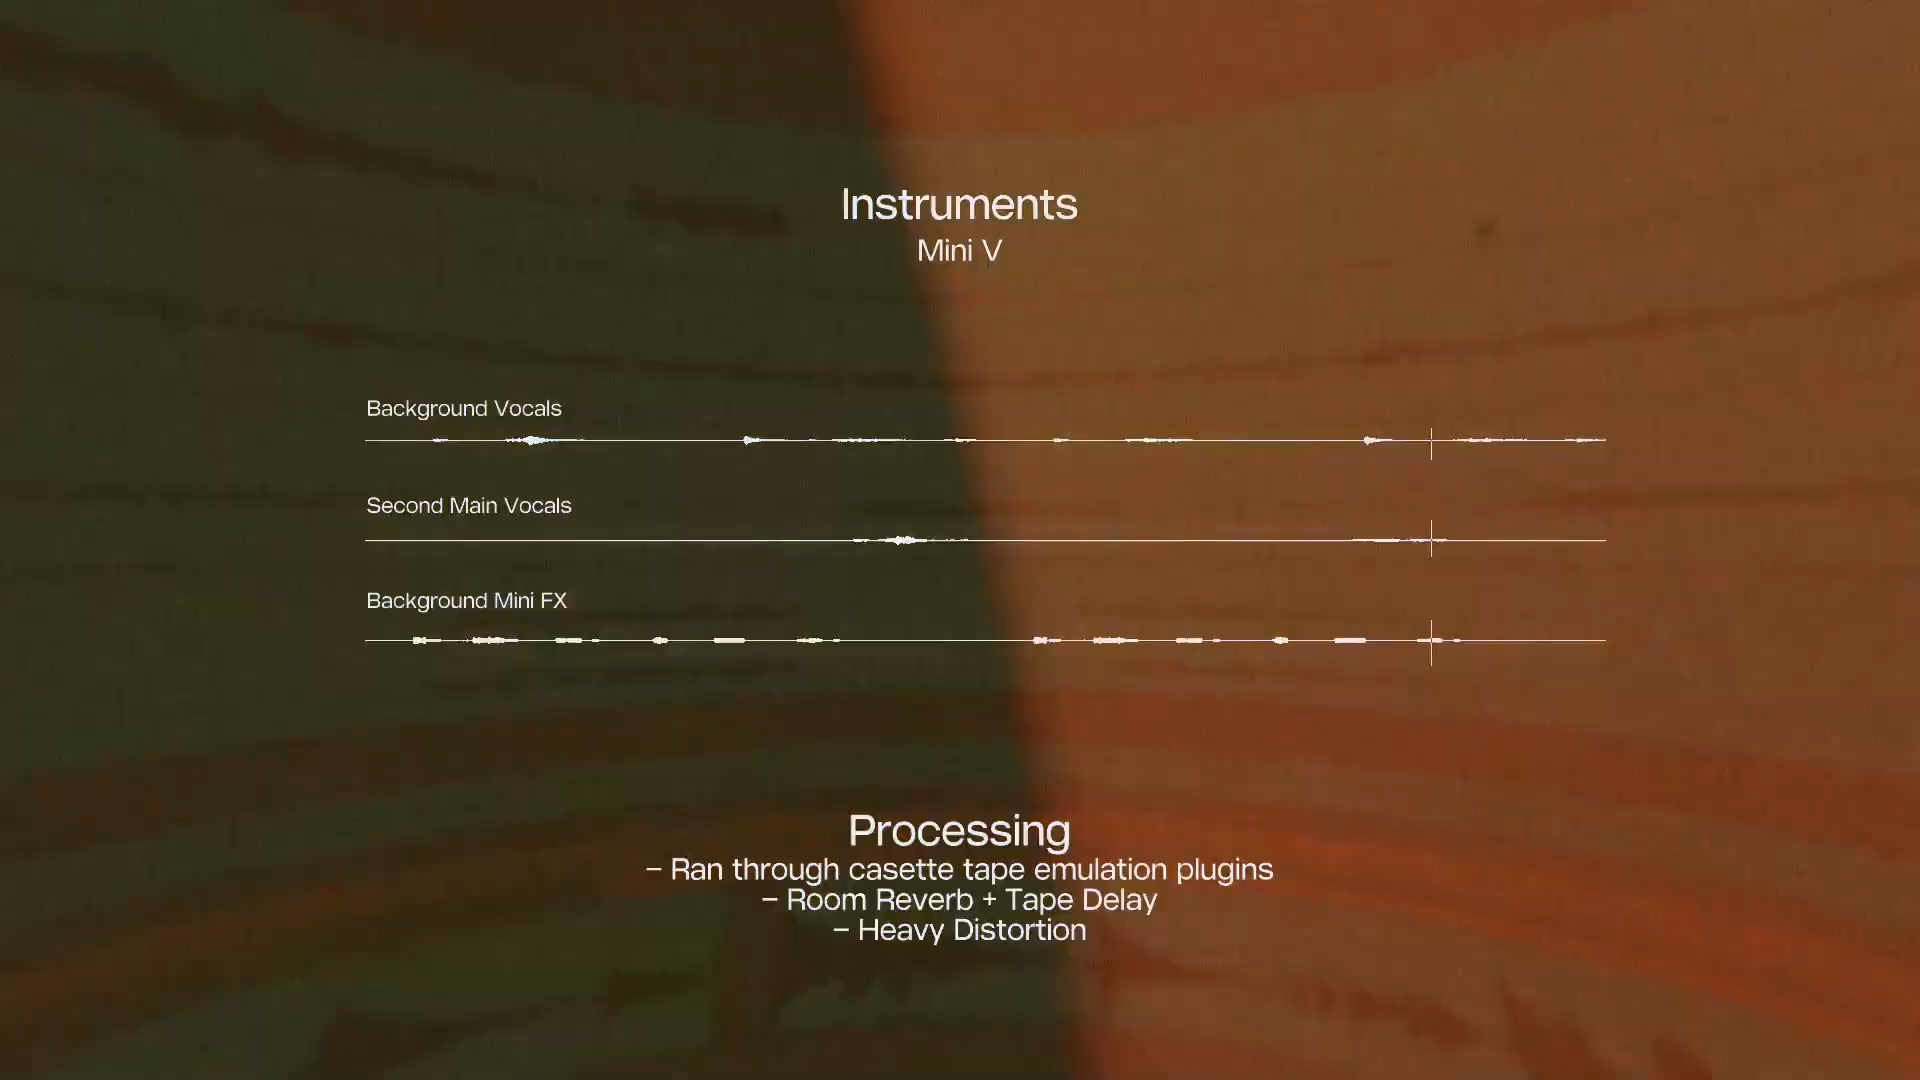 Instruments
Mini V
Background Vocals
Second Main Vocals
Background Mini FX
Processing
– Ran through casette tape emulation plugins
– Room Reverb + Tape Delay
– Heavy Distortion